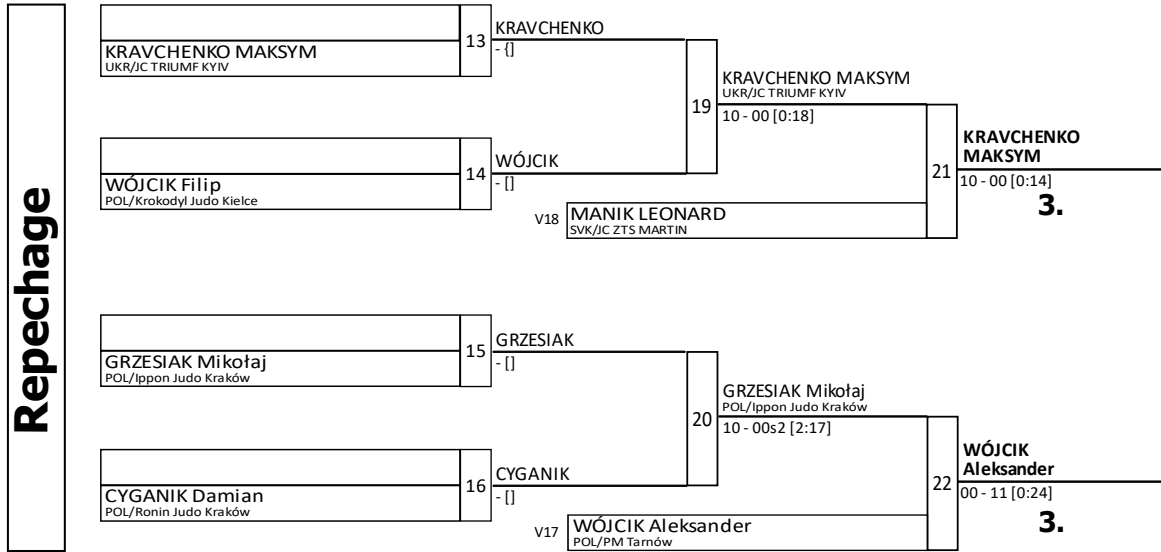 Repechage
13
KRAVCHENKO MAKSYM
UKR/JC TRIUMF KYIV
KRAVCHENKO
- {]
14
WÓJCIK Filip
POL/Krokodyl Judo Kielce
WÓJCIK
- []
19
KRAVCHENKO MAKSYM
UKR/JC TRIUMF KYIV
10 - 00 [0:18]
V18
MANIK LEONARD
SVK/JC ZTS MARTIN
21
KRAVCHENKO
MAKSYM
10 - 00 [0:14]
3.
15
GRZESIAK Mikołaj
POL/Ippon Judo Kraków
GRZESIAK
- []
16
CYGANIK Damian
POL/Ronin Judo Kraków
CYGANIK
- []
20
GRZESIAK Mikołaj
POL/Ippon Judo Kraków
10 - 00s2 [2:17]
V17
WÓJCIK Aleksander
POL/PM Tarnów
22
WÓJCIK
Aleksander
00 - 11 [0:24]
3.